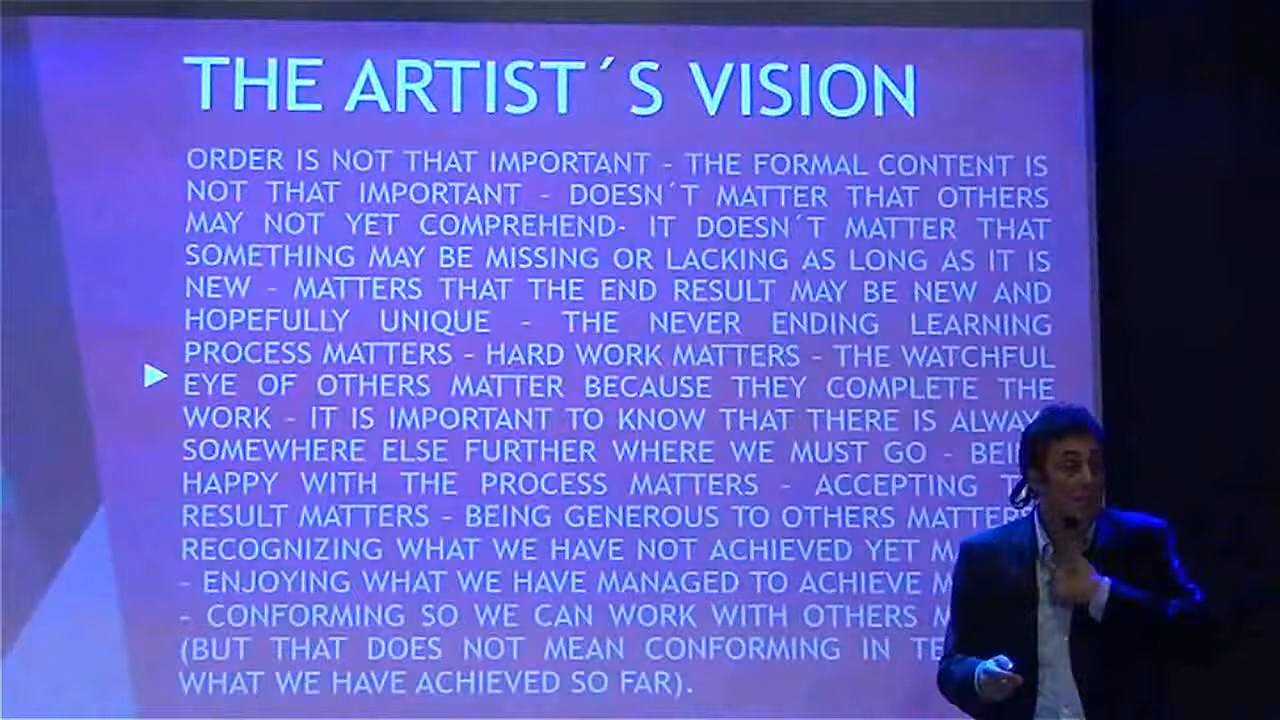 THE ARTIST´S VISION
ORDER IS NOT THAT IMPORTANT - THE FORMAL CONTENT IS
NOT THAT IMPORTANT - DOESN´T MATTER THAT OTHERS
MAY NOT YET COMPREHEND- IT DOESN´T MATTER THAT
SOMETHING MAY BE MISSING OR LACKING AS LONG AS IT IS
NEW - MATTERS THAT THE END RESULT MAY BE NEW AND
HOPEFULLY UNIQUE - THE NEVER ENDING LEARNING
PROCESS MATTERS - HARD WORK MATTERS - THE WATCHFUL
EYE OF OTHERS MATTER BECAUSE THEY COMPLETE THE
WORK - IT IS IMPORTANT TO KNOW THAT THERE IS
SOMEWHERE ELSE FURTHER WHERE WE MUST GO -
HAPPY WITH THE PROCESS MATTERS - ACCEPTING
RESULT MATTERS - BEING GENEROUS TO OTHERS
RECOGNIZING WHAT WE HAVE NOT ACHIEVED YET
- ENJOYING WHAT WE HAVE MANAGED TO ACHIEVE
- CONFORMING SO WE CAN WORK WITH OTHERS
(BUT THAT DOES NOT MEAN CONFORMING IN
WHAT WE HAVE ACHIEVED SO FAR).